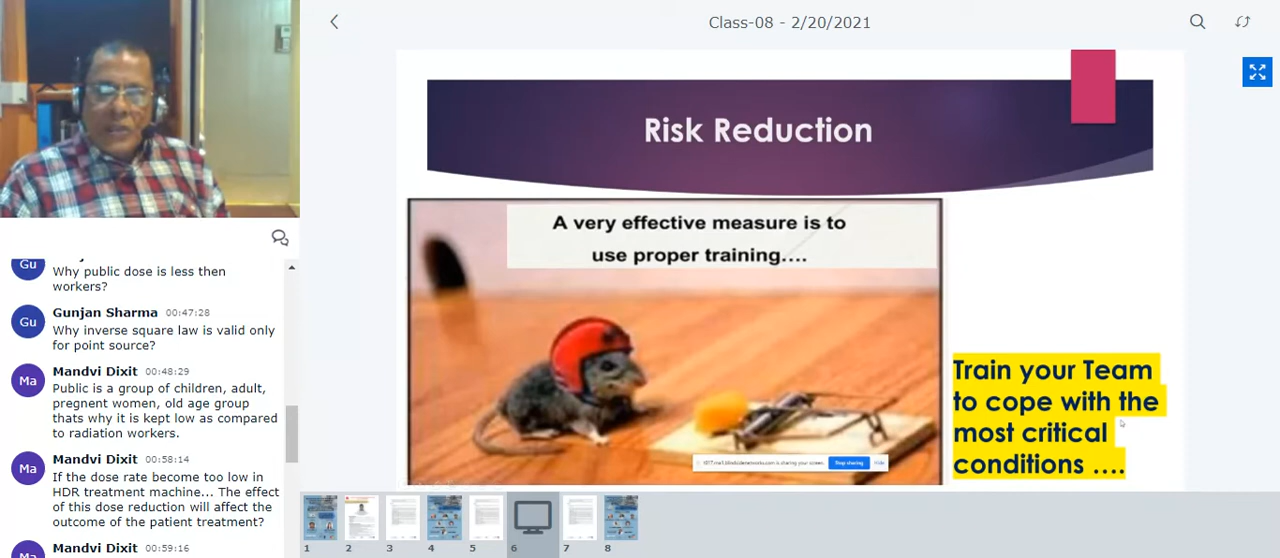 Class-08 - 2/20/2021
Risk Reduction
A very effective measure is to
use proper training....
Train your Team
to cope with the
most critical
conditions ....
Stop sharing
Hide
Gu
Why public dose is less then
workers?
Gu
Gunjan Sharma 00:47:28
Why inverse square law is valid only
for point source?
Ma
Mandvi Dixit 00:48:29
Public is a group of children, adult,
pregnent women, old age group
thats why it is kept low as compared
to radiation workers.
Ma
Mandvi Dixit 00:58:14
If the dose rate become too low in
HDR treatment machine... The effect
of this dose reduction will affect the
outcome of the patient treatment?
Ma
Mandvi Dixit 00:59:16
1
2
3
4
5
6
7
8